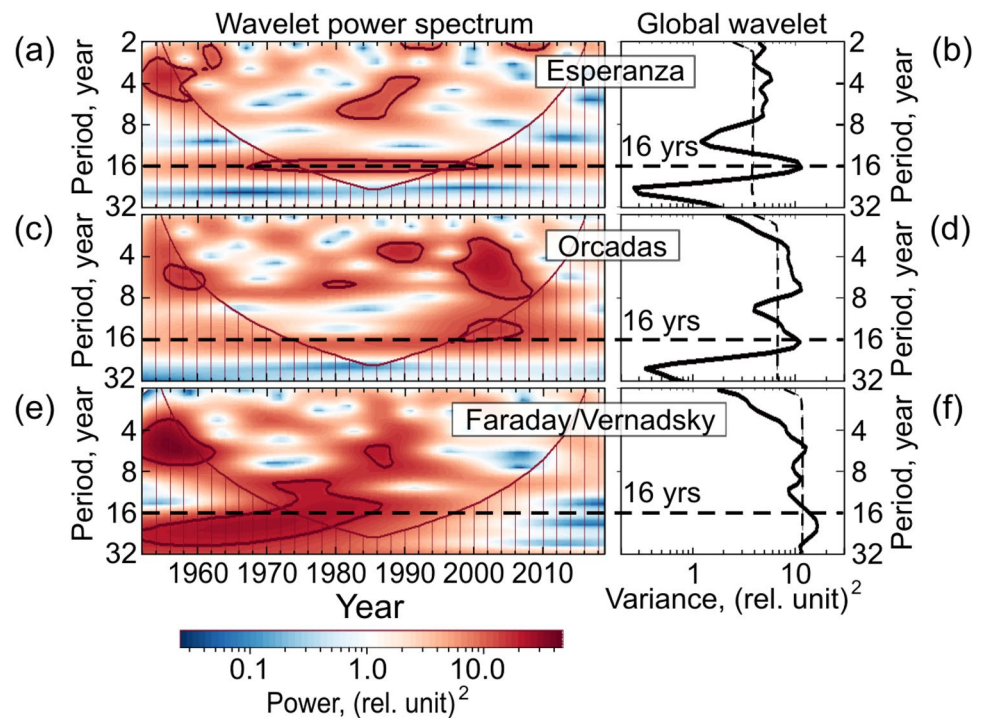 Wavelet power spectrum
Global wavelet
(a)
Period, year
2
4
8
16
32
Esperanza
16 yrs
2
4
8
16
32
Period, year
(b)
(c)
Period, year
4
8
16
32
Orcadas
16 yrs
4
8
16
32
Period, year
(d)
(e)
Period, year
4
8
16
32
Faraday/Vernadsky
16 yrs
4
8
16
32
Period, year
(f)
1960 1970 1980 1990 2000 2010
Year
1 10
Variance, (rel. unit)²
0.1 1.0 10.0
Power, (rel. unit)²